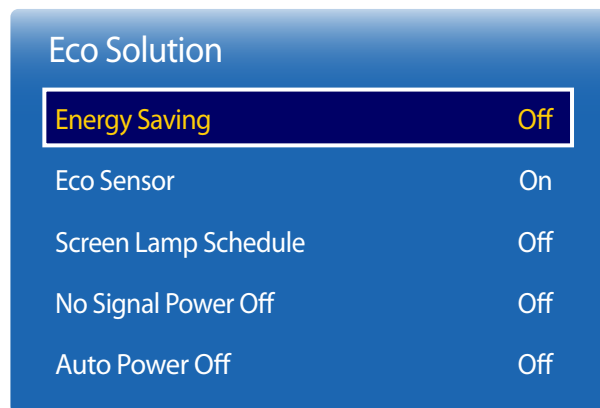 Eco Solution
Energy Saving Off
Eco Sensor On
Screen Lamp Schedule Off
No Signal Power Off Off
Auto Power Off Off